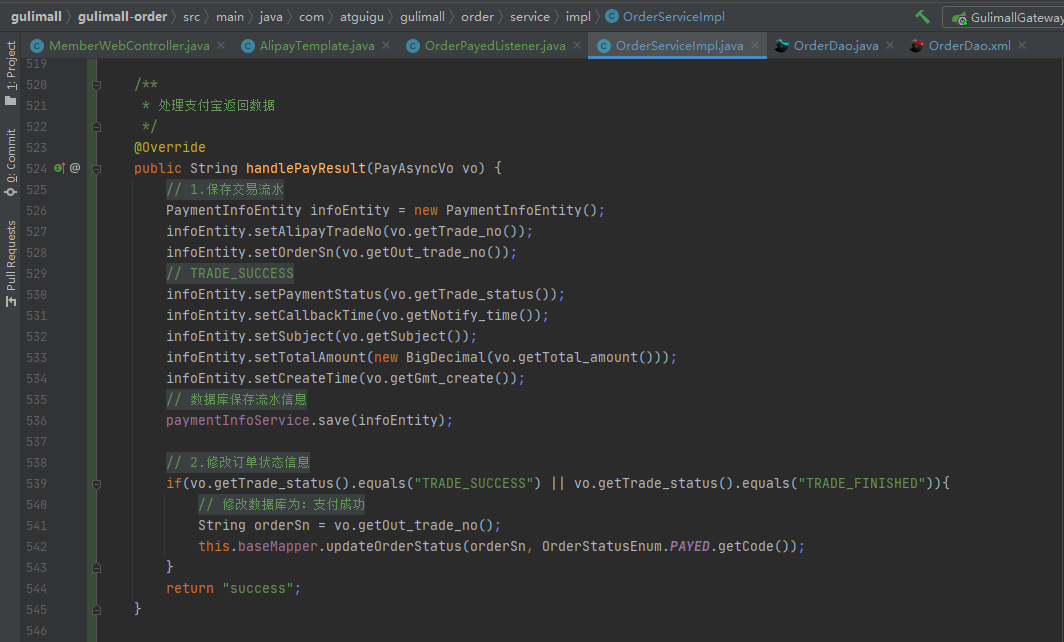 gulimall 〉 gulimall-order 〉 src 〉 main 〉 java 〉 com 〉 atguigu 〉 gulimall 〉 order 〉 service 〉 impl 〉 OrderServiceImpl GulimallGateway
MemberWebController.java × AlipayTemplate.java × OrderPayedListener.java × OrderServiceImpl.java × OrderDao.java × OrderDao.xml ×
1: Project
0: Commit
Pull Requests
519
520 /**
521 * 处理支付宝返回数据
522 */
523 @Override
524 public String handlePayResult(PayAsyncVo vo) {
525 // 1.保存交易流水
526 PaymentInfoEntity infoEntity = new PaymentInfoEntity();
527 infoEntity.setAlipayTradeNo(vo.getTrade_no());
528 infoEntity.setOrderSn(vo.getOut_trade_no());
529 // TRADE_SUCCESS
530 infoEntity.setPaymentStatus(vo.getTrade_status());
531 infoEntity.setCallbackTime(vo.getNotify_time());
532 infoEntity.setSubject(vo.getSubject());
533 infoEntity.setTotalAmount(new BigDecimal(vo.getTotal_amount()));
534 infoEntity.setCreateTime(vo.getGmt_create());
535 // 数据库保存流水信息
536 paymentInfoService.save(infoEntity);
537
538 // 2.修改订单状态信息
539 if(vo.getTrade_status().equals("TRADE_SUCCESS") || vo.getTrade_status().equals("TRADE_FINISHED")){
540 // 修改数据库为: 支付成功
541 String orderSn = vo.getOut_trade_no();
542 this.baseMapper.updateOrderStatus(orderSn, OrderStatusEnum.PAYED.getCode());
543 }
544 return "success";
545 }
546